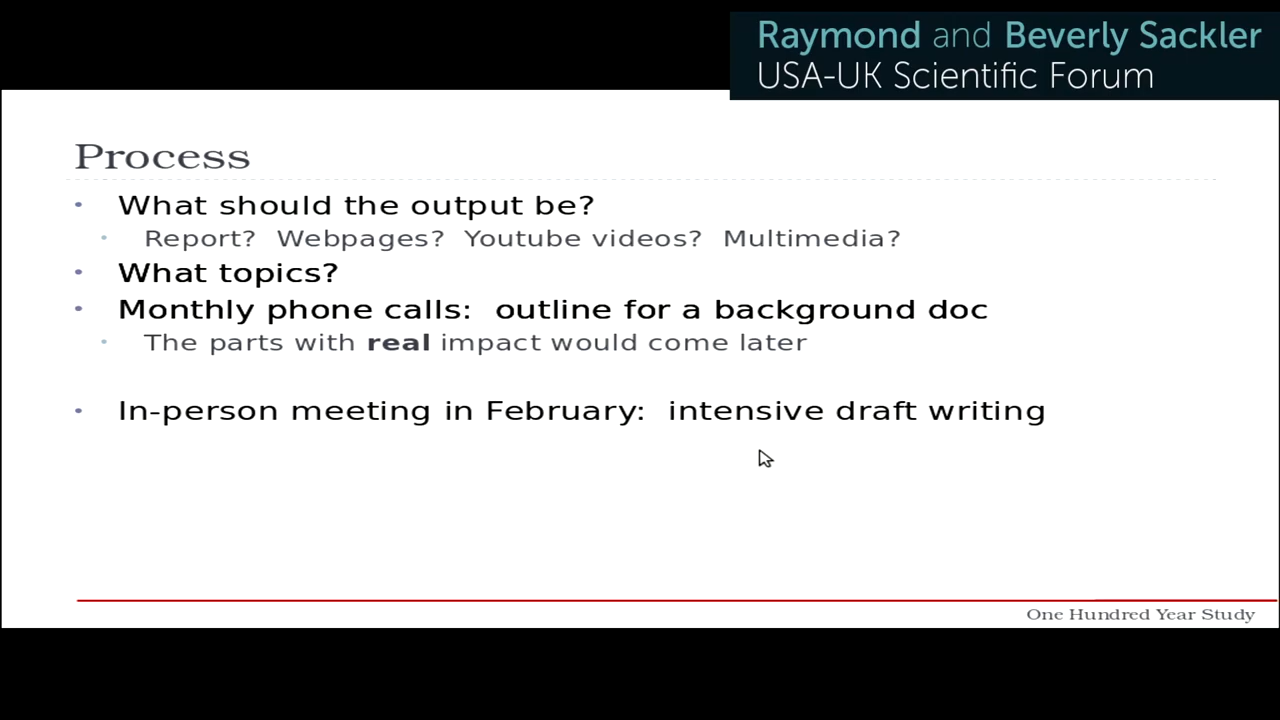 Raymond and Beverly Sackler
USA-UK Scientific Forum
Process
• What should the output be?
• Report? Webpages? Youtube videos? Multimedia?
• What topics?
• Monthly phone calls: outline for a background doc
• The parts with real impact would come later
• In-person meeting in February: intensive draft writing
One Hundred Year Study